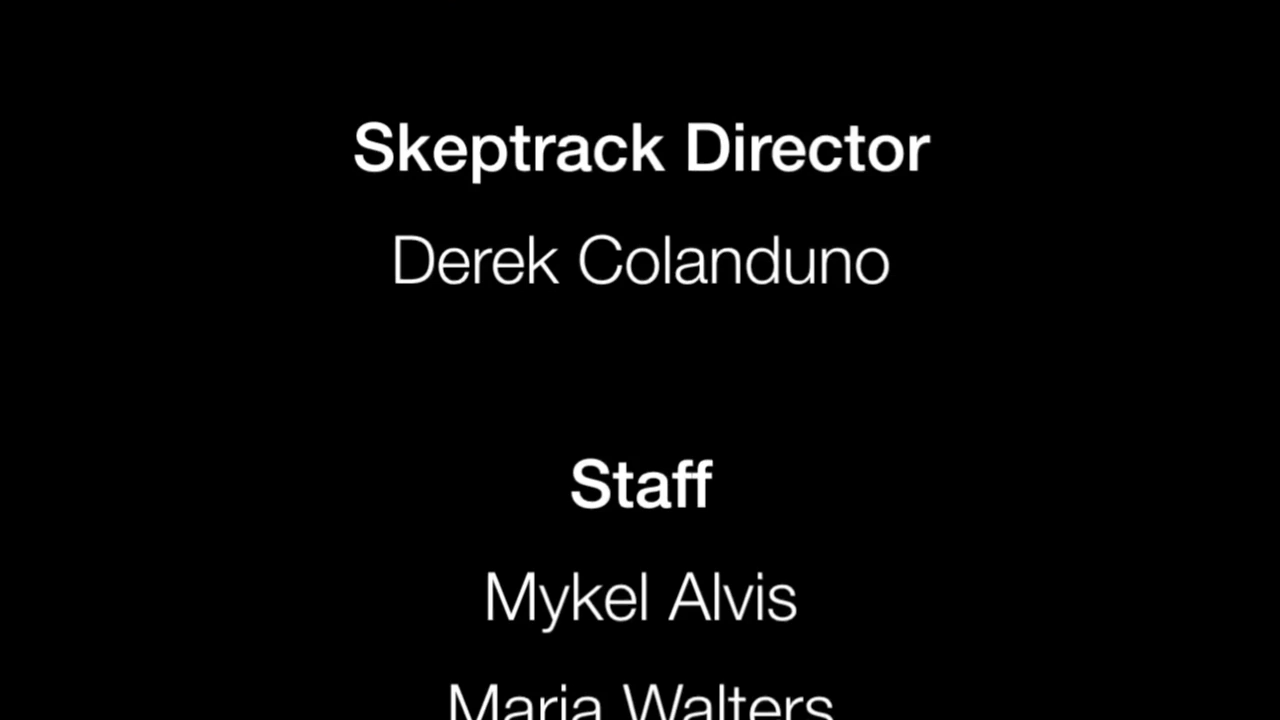 Skeptrack Director
Derek Colanduno
Staff
Mykel Alvis
Maria Walters